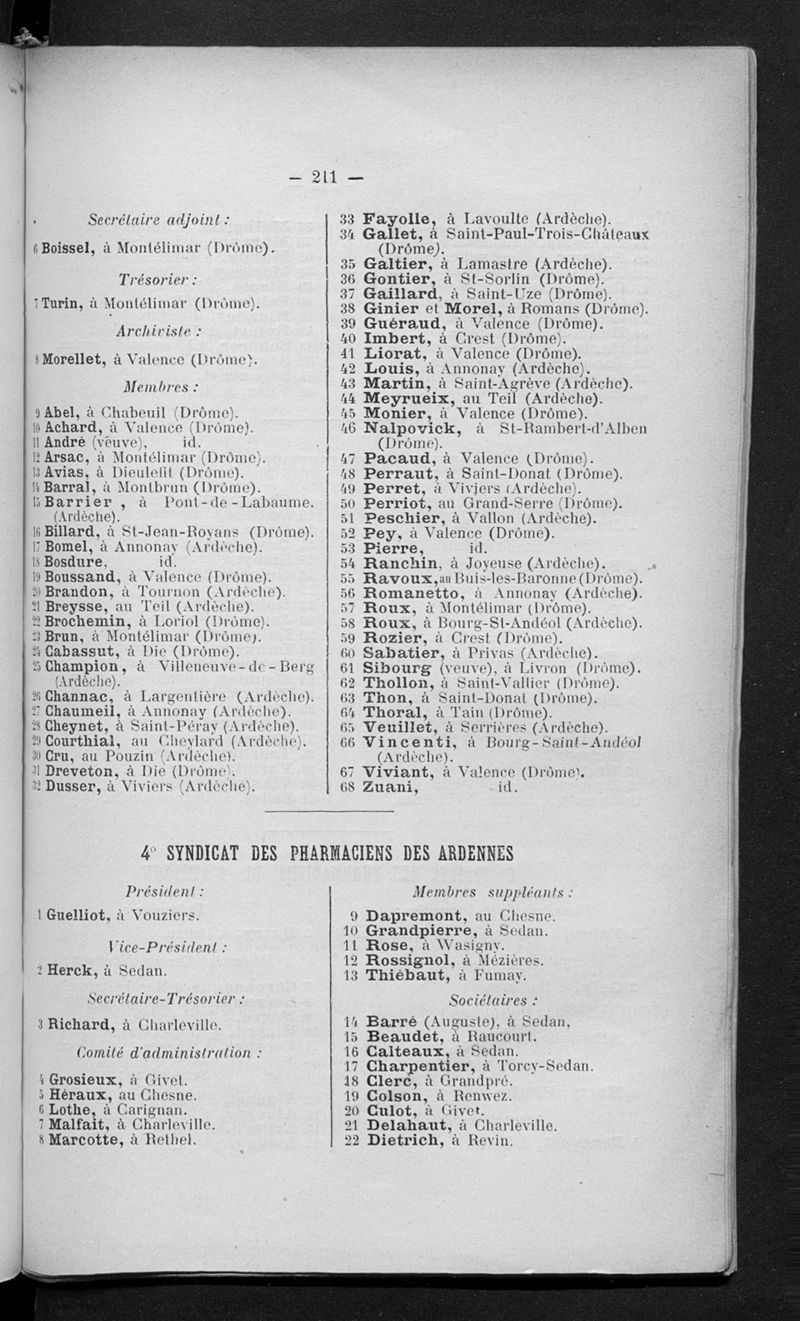 — 211 —
Secrétaire adjoint :
6 Boissel, à Montélimar (Drôme).
Trésorier :
7 Turin, à Montélimar (Drôme).
Archiviste :
8 Morellet, à Valence (Drôme).
Membres :
9 Abel, à Chabeuil (Drôme).
10 Achard, à Valence (Drôme).
11 André (veuve), id.
12 Arsac, à Montélimar (Drôme).
13 Avias, à Dieulefit (Drôme).
14 Barral, à Montbrun (Drôme).
15 Barrier , à Pont-de-Labaume.
(Ardèche).
16 Billard, à St-Jean-Royans (Drôme).
17 Bomel, à Annonay (Ardèche).
18 Bosdure, id.
19 Boussand, à Valence (Drôme).
20 Brandon, à Tournon (Ardèche).
21 Breysse, au Teil (Ardèche).
22 Brochemin, à Loriol (Drôme).
23 Brun, à Montélimar (Drôme).
24 Cabassut, à Die (Drôme).
25 Champion, à Villeneuve-de-Berg
(Ardèche).
26 Channac, à Largentière (Ardèche).
27 Chaumeil, à Annonay (Ardèche).
28 Cheynet, à Saint-Péray (Ardèche).
29 Courthial, au Cheylard (Ardèche).
30 Cru, au Pouzin (Ardèche).
31 Dreveton, à Die (Drôme).
32 Dusser, à Viviers (Ardèche).
33 Fayolle, à Lavoulte (Ardèche).
34 Gallet, à Saint-Paul-Trois-Châteaux
(Drôme).
35 Galtier, à Lamastre (Ardèche).
36 Gontier, à St-Sorlin (Drôme).
37 Gaillard, à Saint-Uze (Drôme).
38 Ginier et Morel, à Romans (Drôme).
39 Guéraud, à Valence (Drôme).
40 Imbert, à Crest (Drôme).
41 Liorat, à Valence (Drôme).
42 Louis, à Annonay (Ardèche).
43 Martin, à Saint-Agrève (Ardèche).
44 Meyrueix, au Teil (Ardèche).
45 Monier, à Valence (Drôme).
46 Nalpovick, à St-Rambert-d'Alben
(Drôme).
47 Pacaud, à Valence (Drôme).
48 Perraut, à Saint-Donat (Drôme).
49 Perret, à Viviers (Ardèche).
50 Perriot, au Grand-Serre (Drôme).
51 Peschier, à Vallon (Ardèche).
52 Pey, à Valence (Drôme).
53 Pierre, id.
54 Ranchin, à Joyeuse (Ardèche).
55 Ravoux, au Buis-les-Baronne (Drôme).
56 Romanetto, à Annonay (Ardèche).
57 Roux, à Montélimar (Drôme).
58 Roux, à Bourg-St-Andéol (Ardèche).
59 Rozier, à Crest (Drôme).
60 Sabatier, à Privas (Ardèche).
61 Sibourg (veuve), à Livron (Drôme).
62 Thollon, à Saint-Vallier (Drôme).
63 Thon, à Saint-Donat (Drôme).
64 Thoral, à Tain (Drôme).
65 Veuillet, à Serrières (Ardèche).
66 Vincenti, à Bourg-Saint-Andéol
(Ardèche).
67 Viviant, à Valence (Drôme).
68 Zuani, id.
4° SYNDICAT DES PHARMACIENS DES ARDENNES
Président :
1 Guelliot, à Vouziers.
Vice-Président :
2 Herck, à Sedan.
Secrétaire-Trésorier :
3 Richard, à Charleville.
Comité d'administration :
4 Grosieux, à Givet.
5 Héraux, au Chesne.
6 Lothe, à Carignan.
7 Malfait, à Charleville.
8 Marcotte, à Rethel.
Membres suppléants :
9 Dapremont, au Chesne.
10 Grandpierre, à Sedan.
11 Rose, à Wasigny.
12 Rossignol, à Mézières.
13 Thiébaut, à Fumay.
Sociétaires :
14 Barré (Auguste), à Sedan,
15 Beaudet, à Raucourt.
16 Calteaux, à Sedan.
17 Charpentier, à Torcy-Sedan.
18 Clerc, à Grandpré.
19 Colson, à Renwez.
20 Culot, à Givet.
21 Delahaut, à Charleville.
22 Dietrich, à Revin.